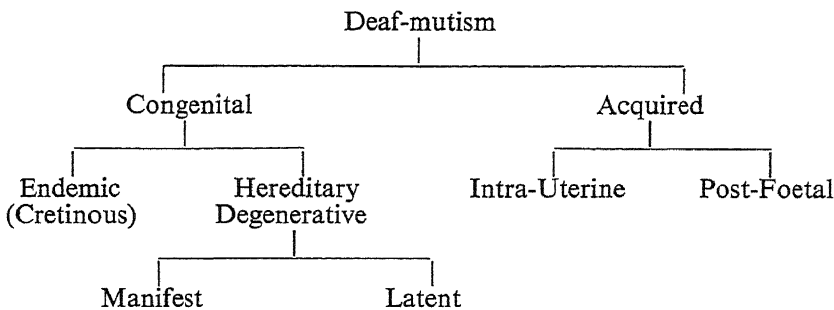 Deaf-mutism
Congenital Acquired
Endemic Hereditary Intra-Uterine Post-Foetal
(Cretinous) Degenerative
Manifest Latent